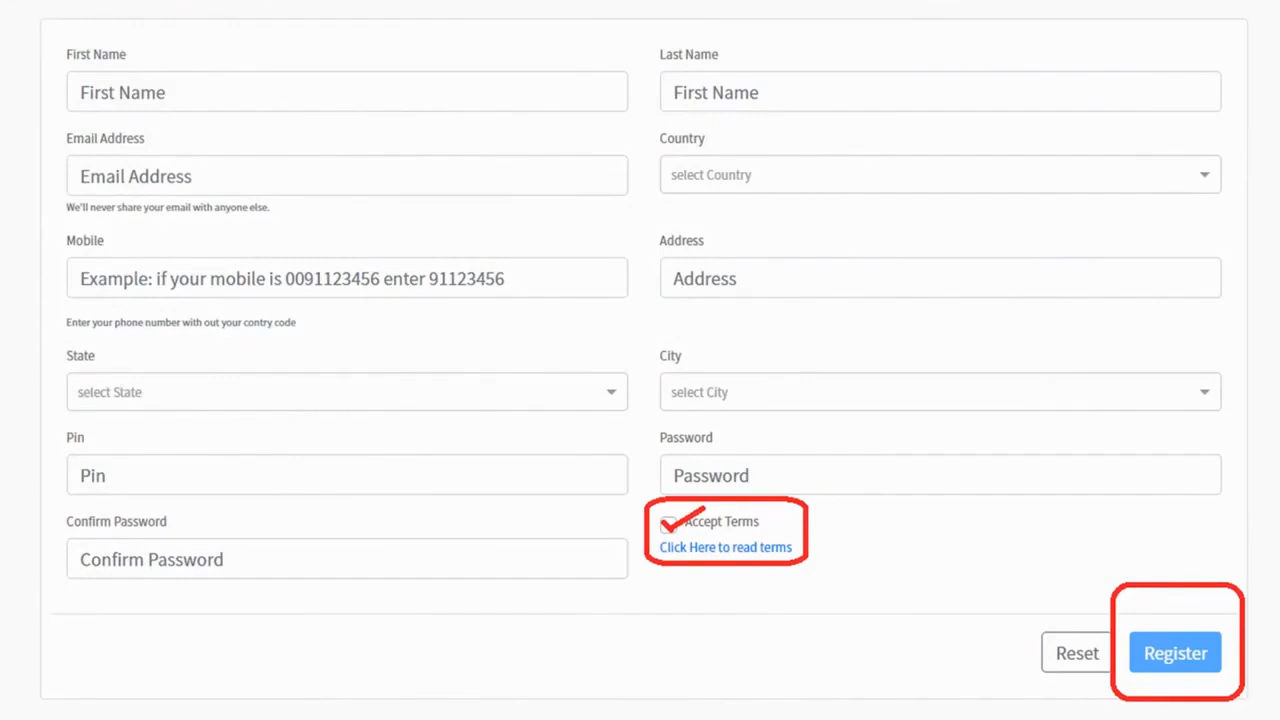 First Name
Last Name
First Name
First Name
Email Address
Country
Email Address
select Country
We'll never share your email with anyone else.
Mobile
Address
Example: if your mobile is 0091123456 enter 91123456
Address
Enter your phone number with out your contry code
State
City
select State
select City
Pin
Password
Pin
Password
Confirm Password
Accept Terms
Click Here to read terms
Confirm Password
Reset
Register